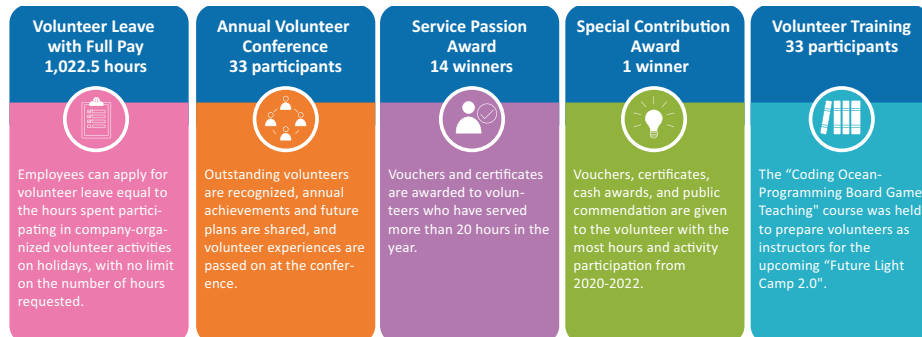 Volunteer Leave
with Full Pay
1,022.5 hours
Employees can apply for
volunteer leave equal to
the hours spent partici-
pating in company-orga-
nized volunteer activities
on holidays, with no limit
on the number of hours
requested.
Annual Volunteer
Conference
33 participants
Outstanding volunteers
are recognized, annual
achievements and future
plans are shared, and
volunteer experiences are
passed on at the confer-
ence.
Service Passion
Award
14 winners
Vouchers and certificates
are awarded to volun-
teers who have served
more than 20 hours in the
year.
Special Contribution
Award
1 winner
Vouchers, certificates,
cash awards, and public
commendation are given
to the volunteer with the
most hours and activity
participation from
2020-2022.
Volunteer Training
33 participants
The “Coding Ocean-
Programming Board Game
Teaching" course was held
to prepare volunteers as
instructors for the
upcoming “Future Light
Camp 2.0".